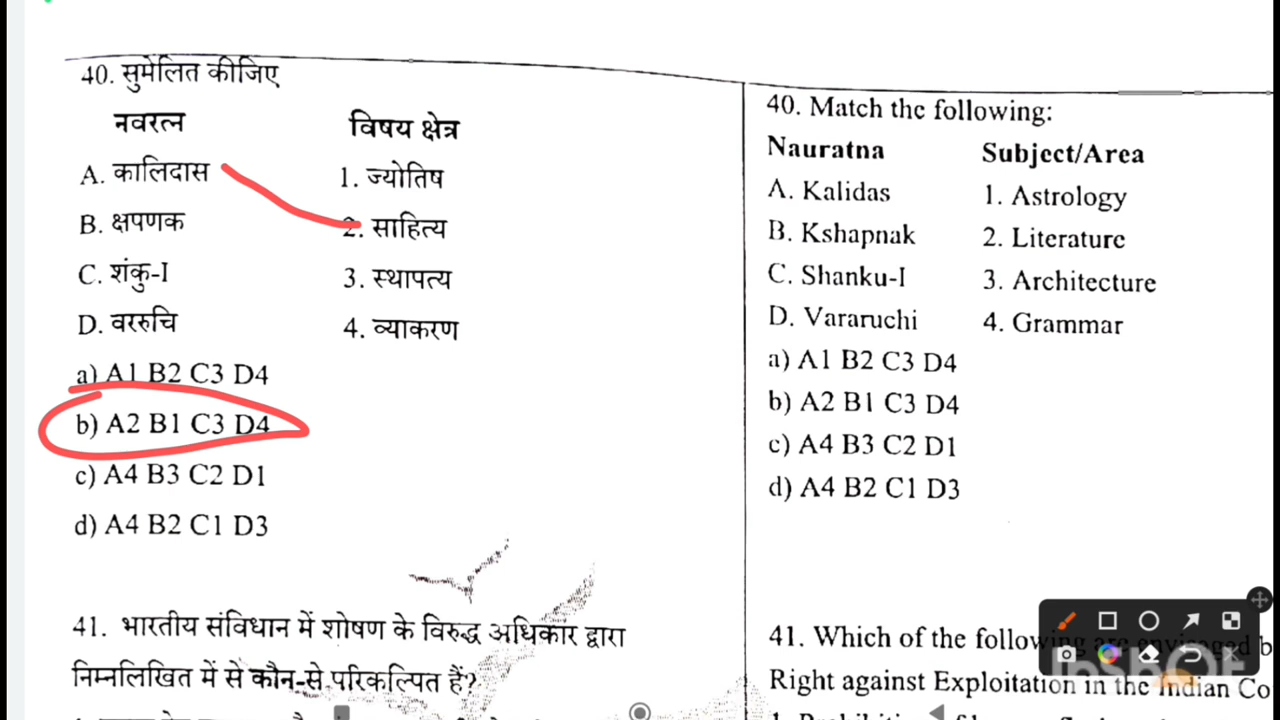 40. सुमेलित कीजिए
नवरत्न विषय क्षेत्र
A. कालिदास 1. ज्योतिष
B. क्षपणक 2. साहित्य
C. शंकु-I 3. स्थापत्य
D. वररुचि 4. व्याकरण
a) A1 B2 C3 D4
b) A2 B1 C3 D4
c) A4 B3 C2 D1
d) A4 B2 C1 D3
41. भारतीय संविधान में शोषण के विरुद्ध अधिकार द्वारा
निम्नलिखित में से कौन-से परिकल्पित हैं?
40. Match the following:
Nauratna Subject/Area
A. Kalidas 1. Astrology
B. Kshapnak 2. Literature
C. Shanku-I 3. Architecture
D. Vararuchi 4. Grammar
a) A1 B2 C3 D4
b) A2 B1 C3 D4
c) A4 B3 C2 D1
d) A4 B2 C1 D3
41. Which of the following are envisaged b
Right against Exploitation in the Indian Co